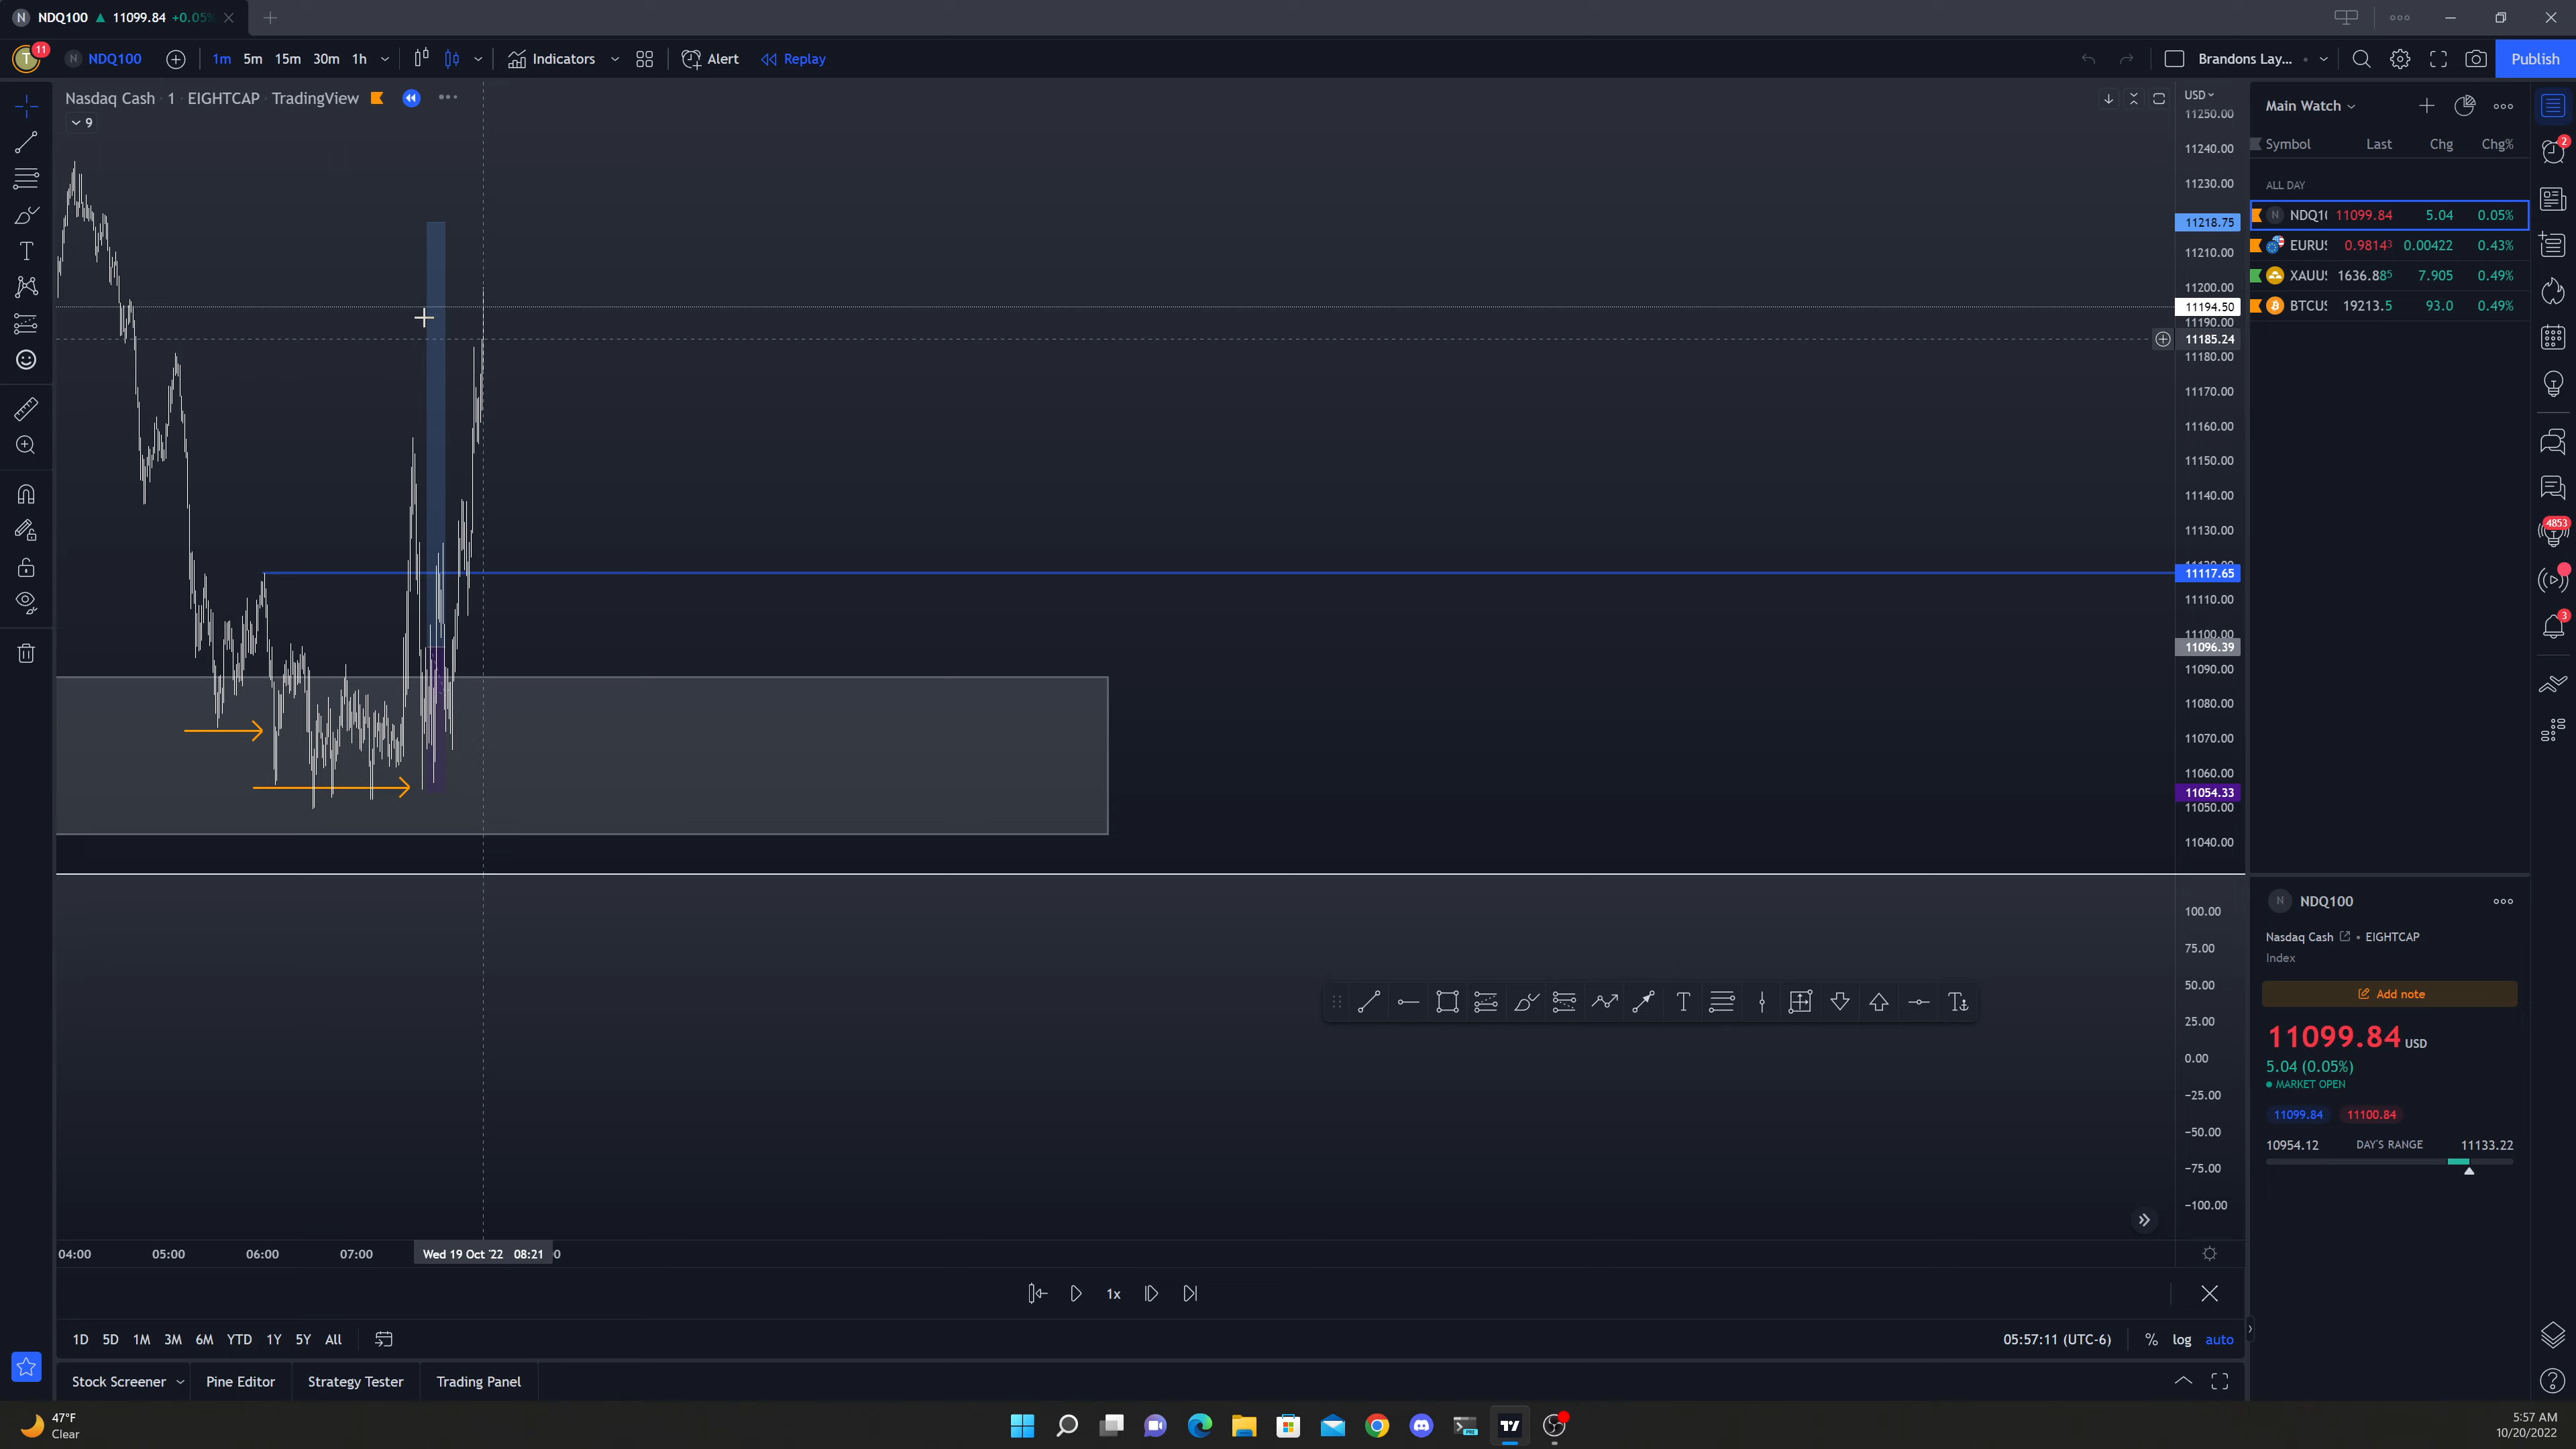 N NDQ100 ▲ 11099.84 +0.05%
T 11 N NDQ100 1m 5m 15m 30m 1h Indicators Alert Replay Brandons Lay... Publish
Nasdaq Cash · 1 · EIGHTCAP · TradingView
9
USD
11250.00
11240.00
11230.00
11218.75
11210.00
11200.00
11194.50
11190.00
11185.24
11180.00
11170.00
11160.00
11150.00
11140.00
11130.00
11117.65
11110.00
11100.00
11096.39
11090.00
11080.00
11070.00
11060.00
11054.33
11050.00
11040.00
100.00
75.00
50.00
25.00
0.00
−25.00
−50.00
−75.00
−100.00
04:00 05:00 06:00 07:00 Wed 19 Oct '22 08:21
1x
1D 5D 1M 3M 6M YTD 1Y 5Y All
05:57:11 (UTC-6) % log auto
Stock Screener Pine Editor Strategy Tester Trading Panel
Main Watch
Symbol Last Chg Chg%
ALL DAY
N NDQ1 11099.84 5.04 0.05%
EURUS 0.98143 0.00422 0.43%
XAUUS 1636.885 7.905 0.49%
BTCUS 19213.5 93.0 0.49%
2
4853
3
N NDQ100
Nasdaq Cash • EIGHTCAP
Index
Add note
11099.84 USD
5.04 (0.05%)
MARKET OPEN
11099.84 11100.84
10954.12 DAY'S RANGE 11133.22
47°F
Clear
PRE
5:57 AM
10/20/2022